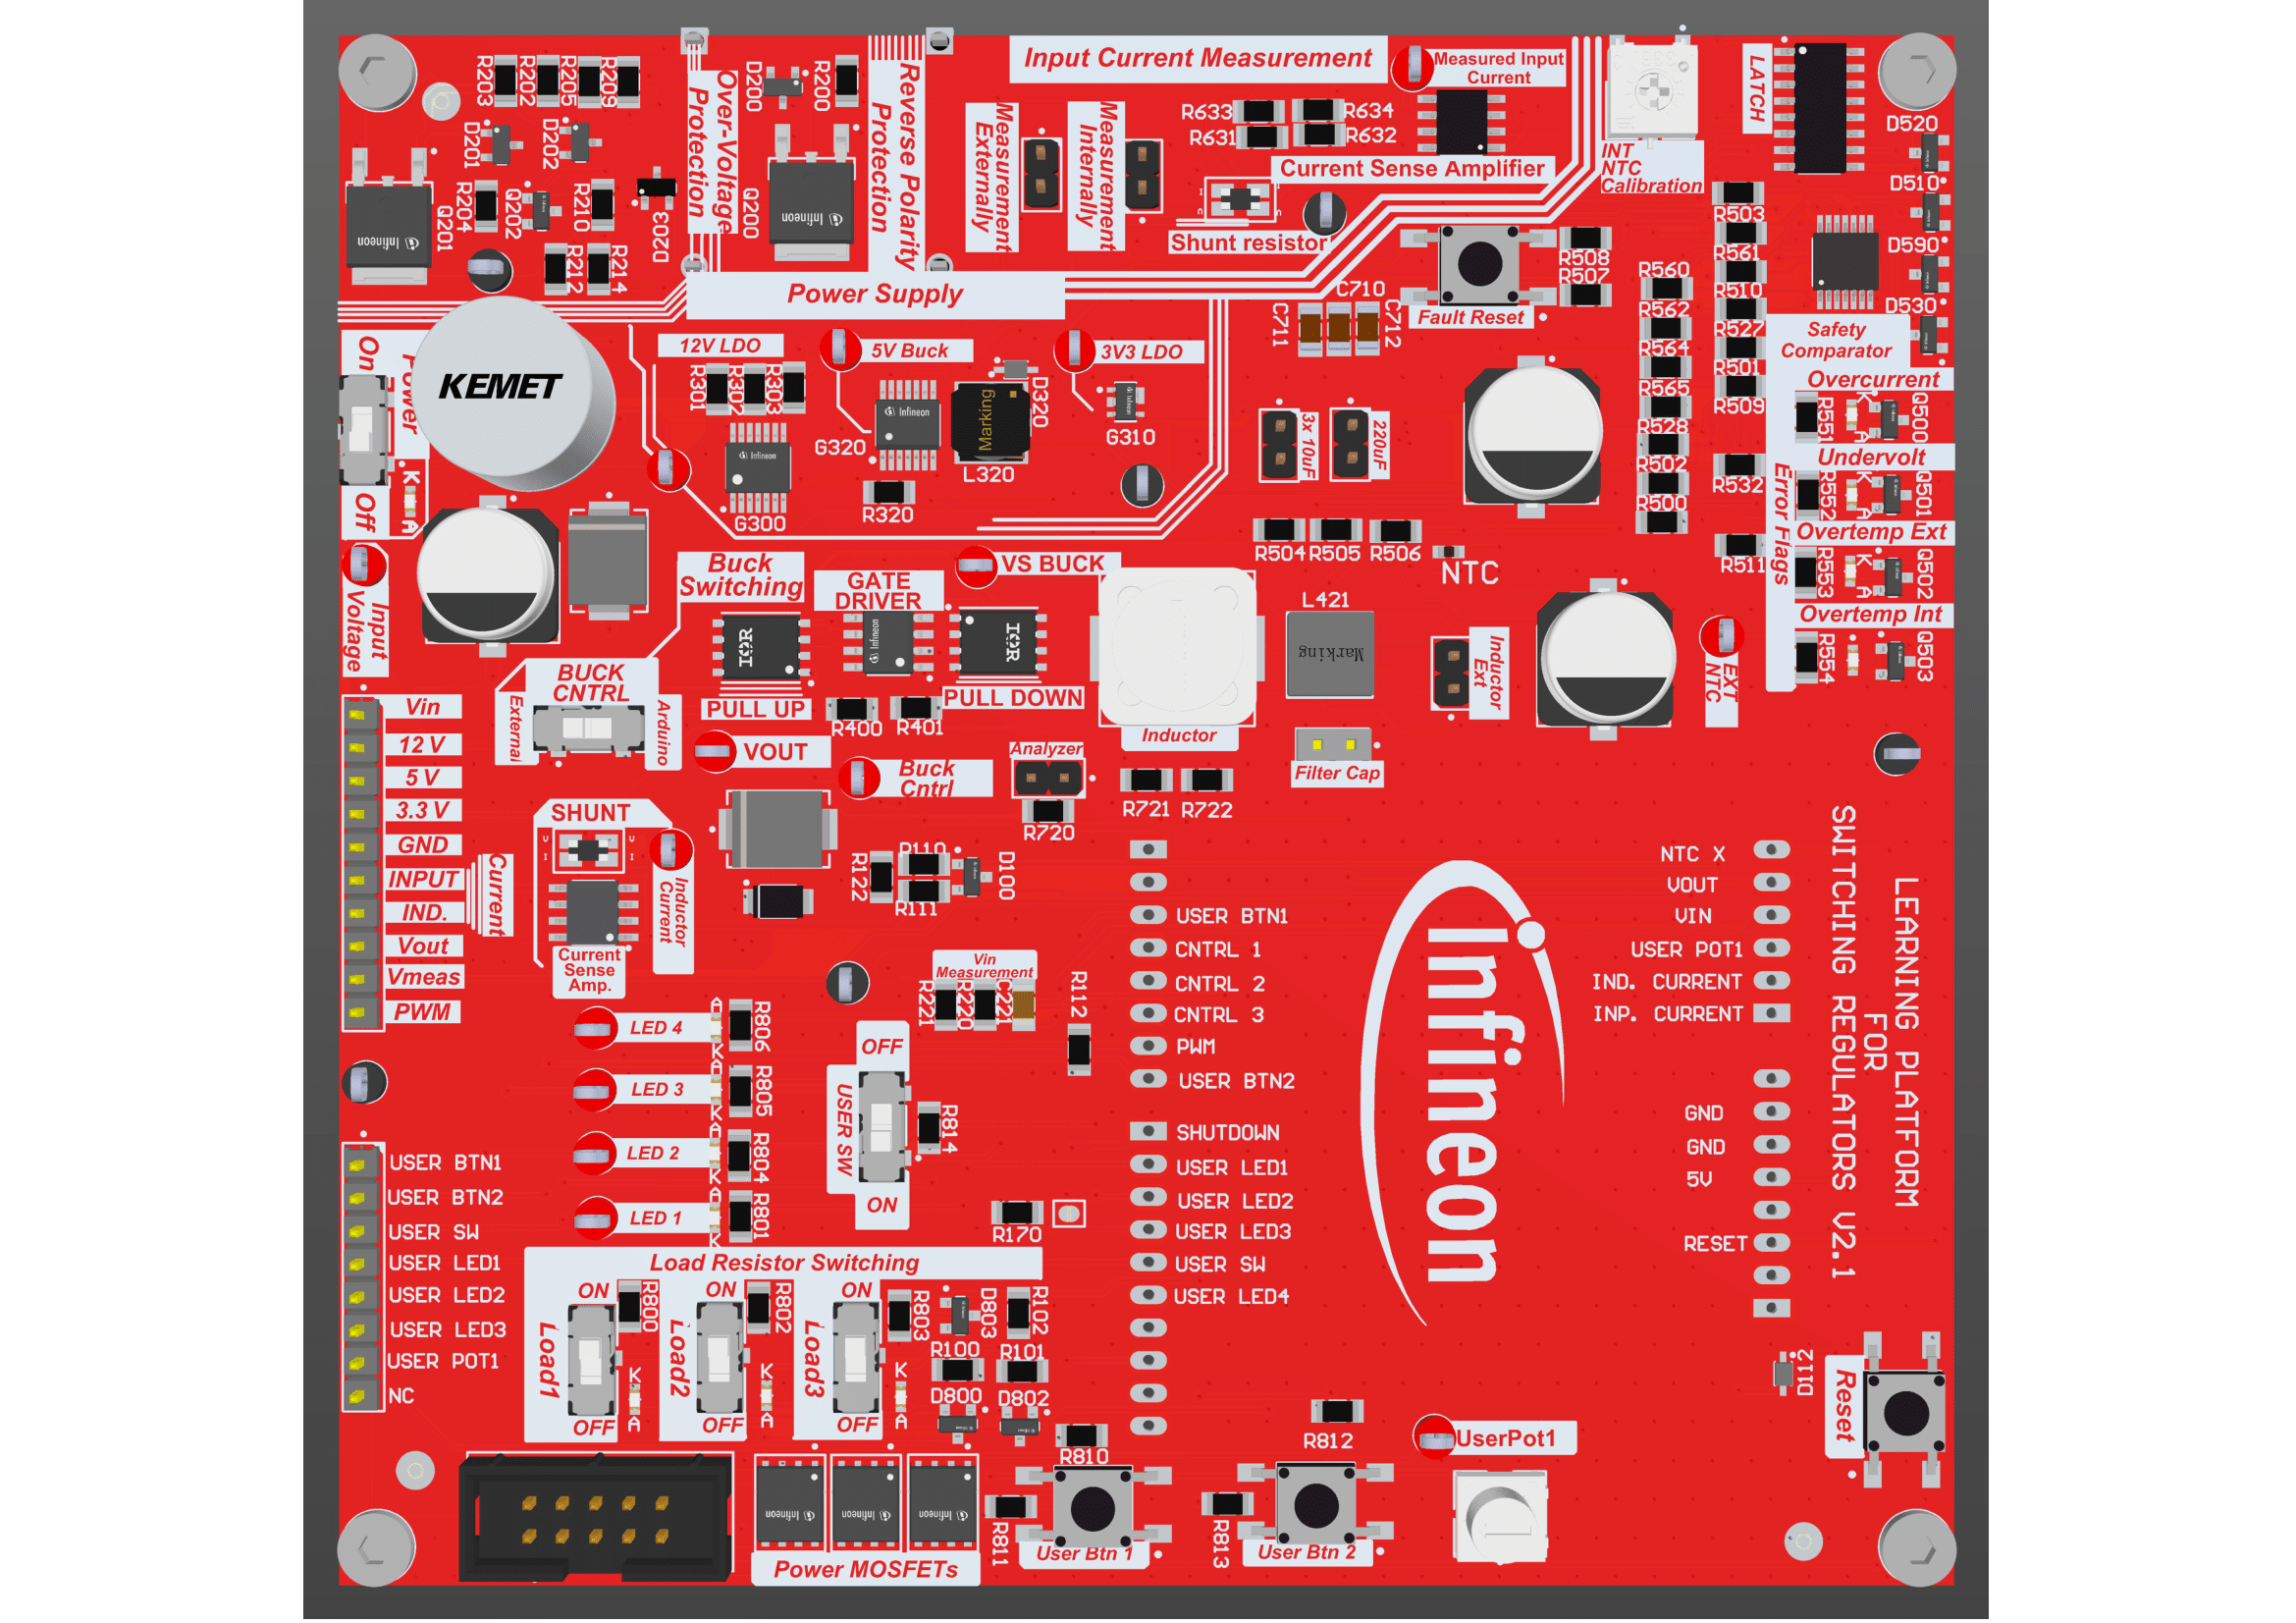 Input Current Measurement
Measured Input
Current
LATCH
R203
R202
R205
R209
Over-Voltage
Protection
D200
R200
Reverse Polarity
Protection
Measurement
Externally
Measurement
Internally
R633
R634
R631
R632
Current Sense Amplifier
INT
NTC
Calibration
D520
D510
D590
D530
D201
D202
R204
Q202
R210
D203
Q201
Infineon
Q200
Infineon
R212
R214
Shunt resistor
R503
R561
R510
R527
R501
R509
R532
R511
R508
R507
R560
R562
R564
R565
R528
R502
R500
Power Supply
C710
C711
C712
Fault Reset
Safety
Comparator
Overcurrent
R551
K
A
Q500
Undervolt
R552
K
A
Q501
Overtemp Ext
R553
K
A
Q502
Overtemp Int
R554
Q503
Error Flags
On
Power
Off
K
A
KEMET
12V LDO
5V Buck
3V3 LDO
R301
R302
R303
Infineon
G300
G320
Infineon
Marking
L320
D320
G310
R320
3x 10uF
220uF
R504
R505
R506
NTC
Input
Voltage
Buck
Switching
GATE
DRIVER
VS BUCK
IOR
Infineon
IOR
PULL UP
PULL DOWN
R400
R401
Inductor
L421
Marking
Filter Cap
Inductor
Ext
EXT
NTC
BUCK
CNTRL
External
Arduino
VOUT
Buck
Cntrl
Analyzer
R720
R721
R722
Vin
12 V
5 V
3.3 V
GND
INPUT
IND.
Vout
Vmeas
PWM
Current
SHUNT
Inductor
Current
Current
Sense
Amp.
R122
R110
R111
D100
Vin
Measurement
R221
R220
C221
R112
LED 4
R806
LED 3
R805
LED 2
R804
LED 1
R801
OFF
USER SW
ON
R814
R170
USER BTN1
CNTRL 1
CNTRL 2
CNTRL 3
PWM
USER BTN2
SHUTDOWN
USER LED1
USER LED2
USER LED3
USER SW
USER LED4
Infineon
NTC X
VOUT
VIN
USER POT1
IND. CURRENT
INP. CURRENT
GND
GND
5V
RESET
LEARNING PLATFORM
FOR
SWITCHING REGULATORS V2.1
USER BTN1
USER BTN2
USER SW
USER LED1
USER LED2
USER LED3
USER POT1
NC
Load Resistor Switching
ON
R800
Load1
OFF
K
A
ON
R802
Load2
OFF
K
A
ON
R803
Load3
OFF
K
A
D803
R102
R100
R101
D800
D802
R810
R811
User Btn 1
R812
R813
User Btn 2
UserPot1
D112
Reset
Infineon
Infineon
Infineon
Power MOSFETs